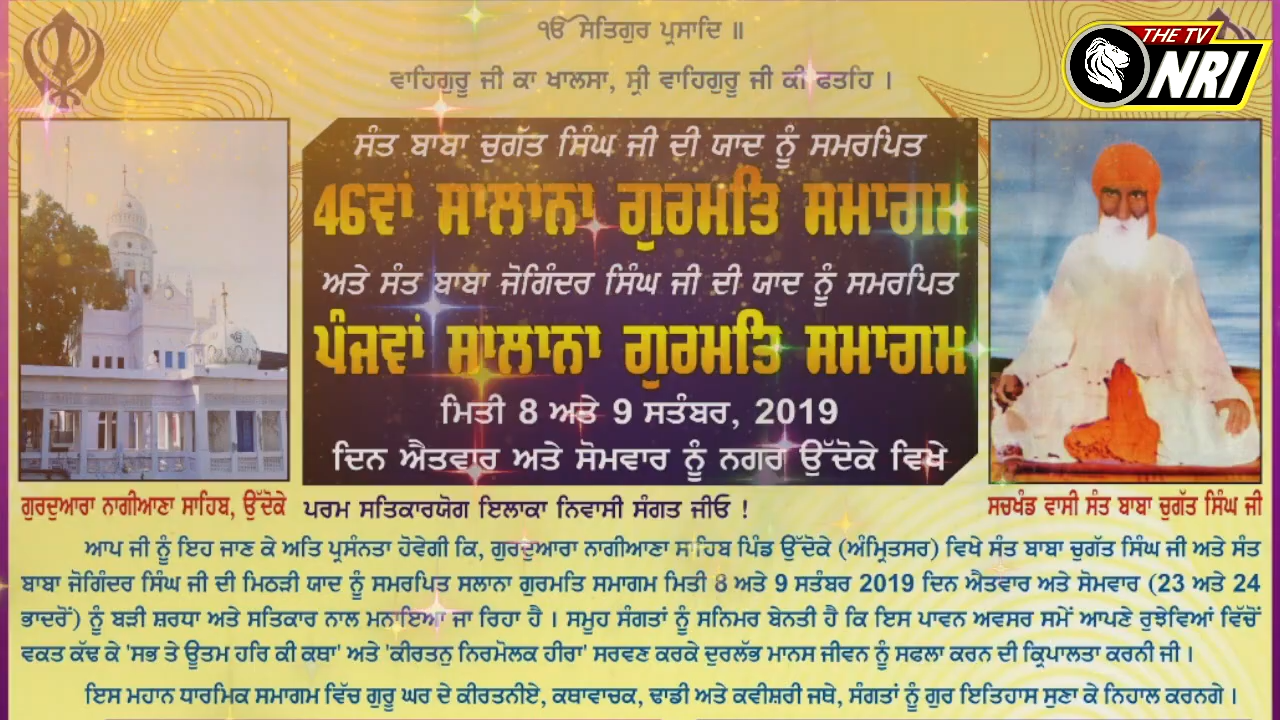 ੴ ਸਤਿਗੁਰ ਪ੍ਰਸਾਦਿ ॥
ਵਾਹਿਗੁਰੂ ਜੀ ਕਾ ਖਾਲਸਾ, ਸ੍ਰੀ ਵਾਹਿਗੁਰੂ ਜੀ ਕੀ ਫਤਹਿ ।
THE TV
NRI
ਸੰਤ ਬਾਬਾ ਚੁਗੱਤ ਸਿੰਘ ਜੀ ਦੀ ਯਾਦ ਨੂੰ ਸਮਰਪਿਤ
46ਵਾਂ ਸਾਲਾਨਾ ਗੁਰਮਤਿ ਸਮਾਗਮ
ਅਤੇ ਸੰਤ ਬਾਬਾ ਜੋਗਿੰਦਰ ਸਿੰਘ ਜੀ ਦੀ ਯਾਦ ਨੂੰ ਸਮਰਪਿਤ
ਪੰਜਵਾਂ ਸਾਲਾਨਾ ਗੁਰਮਤਿ ਸਮਾਗਮ
ਮਿਤੀ 8 ਅਤੇ 9 ਸਤੰਬਰ, 2019
ਦਿਨ ਐਤਵਾਰ ਅਤੇ ਸੋਮਵਾਰ ਨੂੰ ਨਗਰ ਉੱਦੋਕੇ ਵਿਖੇ
ਗੁਰਦੁਆਰਾ ਨਾਗੀਆਣਾ ਸਾਹਿਬ, ਉੱਦੋਕੇ
ਪਰਮ ਸਤਿਕਾਰਯੋਗ ਇਲਾਕਾ ਨਿਵਾਸੀ ਸੰਗਤ ਜੀਓ !
ਸਚਖੰਡ ਵਾਸੀ ਸੰਤ ਬਾਬਾ ਚੁਗੱਤ ਸਿੰਘ ਜੀ
ਆਪ ਜੀ ਨੂੰ ਇਹ ਜਾਣ ਕੇ ਅਤਿ ਪ੍ਰਸੰਨਤਾ ਹੋਵੇਗੀ ਕਿ, ਗੁਰਦੁਆਰਾ ਨਾਗੀਆਣਾ ਸਾਹਿਬ ਪਿੰਡ ਉੱਦੋਕੇ (ਅੰਮ੍ਰਿਤਸਰ) ਵਿਖੇ ਸੰਤ ਬਾਬਾ ਚੁਗੱਤ ਸਿੰਘ ਜੀ ਅਤੇ ਸੰਤ
ਬਾਬਾ ਜੋਗਿੰਦਰ ਸਿੰਘ ਜੀ ਦੀ ਮਿਠੜੀ ਯਾਦ ਨੂੰ ਸਮਰਪਿਤ ਸਲਾਨਾ ਗੁਰਮਤਿ ਸਮਾਗਮ ਮਿਤੀ 8 ਅਤੇ 9 ਸਤੰਬਰ 2019 ਦਿਨ ਐਤਵਾਰ ਅਤੇ ਸੋਮਵਾਰ (23 ਅਤੇ 24
ਭਾਦਰੋਂ) ਨੂੰ ਬੜੀ ਸ਼ਰਧਾ ਅਤੇ ਸਤਿਕਾਰ ਨਾਲ ਮਨਾਇਆ ਜਾ ਰਿਹਾ ਹੈ । ਸਮੂਹ ਸੰਗਤਾਂ ਨੂੰ ਸਨਿਮਰ ਬੇਨਤੀ ਹੈ ਕਿ ਇਸ ਪਾਵਨ ਅਵਸਰ ਸਮੇਂ ਆਪਣੇ ਰੁਝੇਵਿਆਂ ਵਿੱਚੋਂ
ਵਕਤ ਕੱਢ ਕੇ 'ਸਭ ਤੇ ਊਤਮ ਹਰਿ ਕੀ ਕਥਾ' ਅਤੇ 'ਕੀਰਤਨੁ ਨਿਰਮੋਲਕ ਹੀਰਾ' ਸਰਵਣ ਕਰਕੇ ਦੁਰਲੱਭ ਮਾਨਸ ਜੀਵਨ ਨੂੰ ਸਫਲਾ ਕਰਨ ਦੀ ਕ੍ਰਿਪਾਲਤਾ ਕਰਨੀ ਜੀ ।
ਇਸ ਮਹਾਨ ਧਾਰਮਿਕ ਸਮਾਗਮ ਵਿੱਚ ਗੁਰੂ ਘਰ ਦੇ ਕੀਰਤਨੀਏ, ਕਥਾਵਾਚਕ, ਢਾਡੀ ਅਤੇ ਕਵੀਸ਼ਰੀ ਜਥੇ, ਸੰਗਤਾਂ ਨੂੰ ਗੁਰ ਇਤਿਹਾਸ ਸੁਣਾ ਕੇ ਨਿਹਾਲ ਕਰਨਗੇ ।